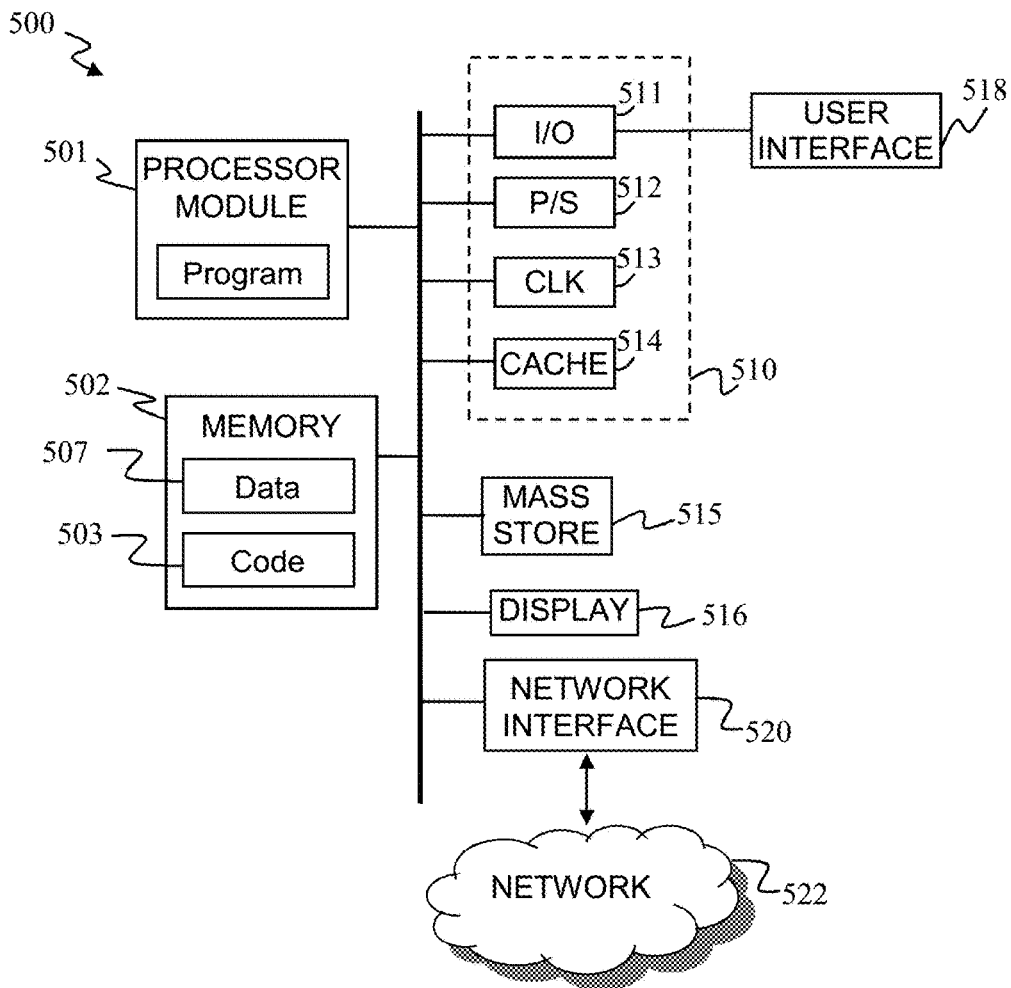 500
501
PROCESSOR
MODULE
Program
502
MEMORY
507
Data
503
Code
511
I/O
512
P/S
513
CLK
514
CACHE
510
USER
INTERFACE
518
MASS
STORE
515
DISPLAY
516
NETWORK
INTERFACE
520
NETWORK
522